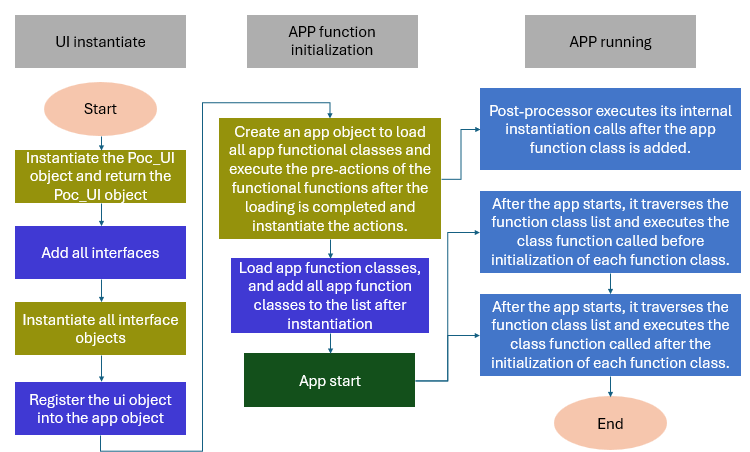 UI instantiate
Start
Instantiate the Poc_UI
object and return the
Poc_UI object
Add all interfaces
Instantiate all interface
objects
Register the ui object
into the app object
APP function
initialization
Create an app object to load
all app functional classes and
execute the pre-actions of the
functional functions after the
loading is completed and
instantiate the actions.
Load app function classes,
and add all app function
classes to the list after
instantiation
App start
APP running
Post-processor executes its internal
instantiation calls after the app
function class is added.
After the app starts, it traverses the
function class list and executes the
class function called before
initialization of each function class.
After the app starts, it traverses the
function class list and executes the
class function called after the
initialization of each function class.
End